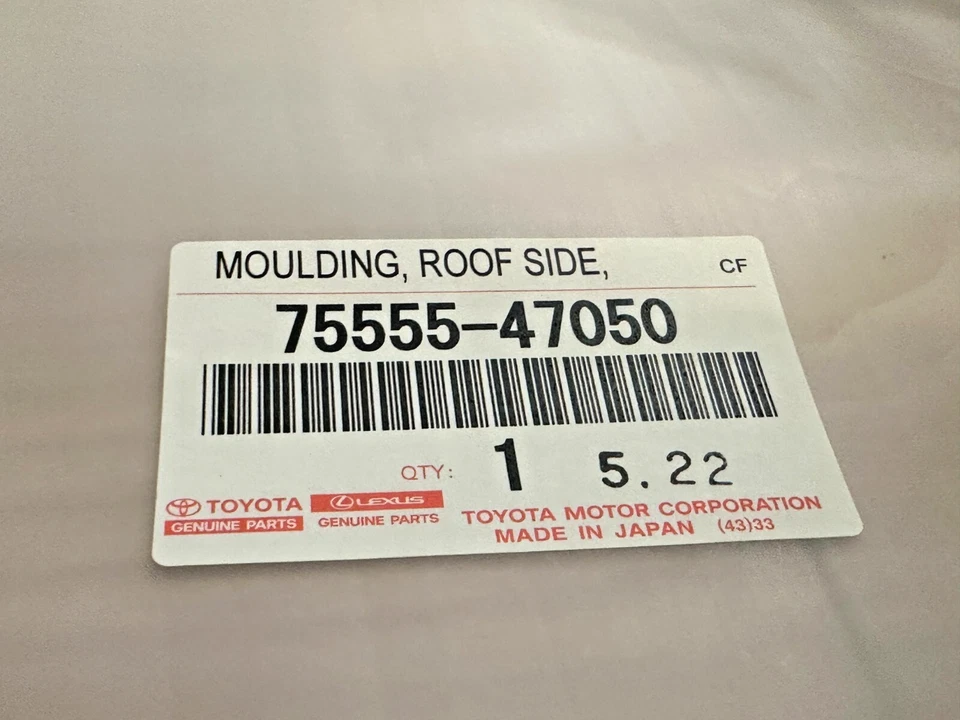 MOULDING, ROOF SIDE, CF
75555-47050
QTY: 1 5.22
TOYOTA LEXUS TOYOTA MOTOR CORPORATION
GENUINE PARTS GENUINE PARTS MADE IN JAPAN (43)33